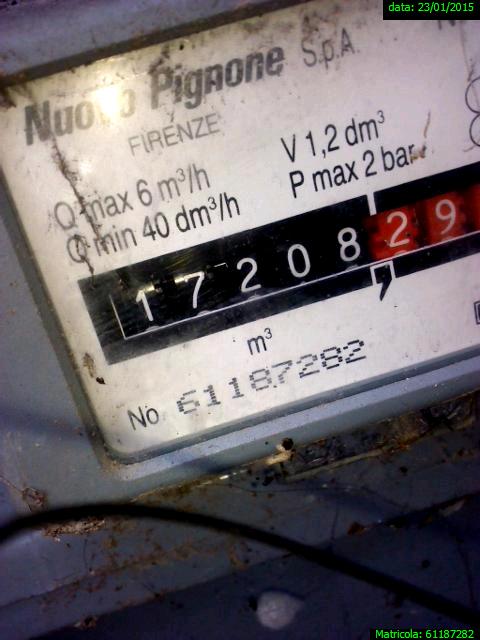 data: 23/01/2015
Nuovo Pignone S.p.A.
FIRENZE
Q max 6 m³/h
Q min 40 dm³/h
V 1,2 dm³
P max 2 bar
17208 29
,
m³
No 61187282
Matricola: 61187282